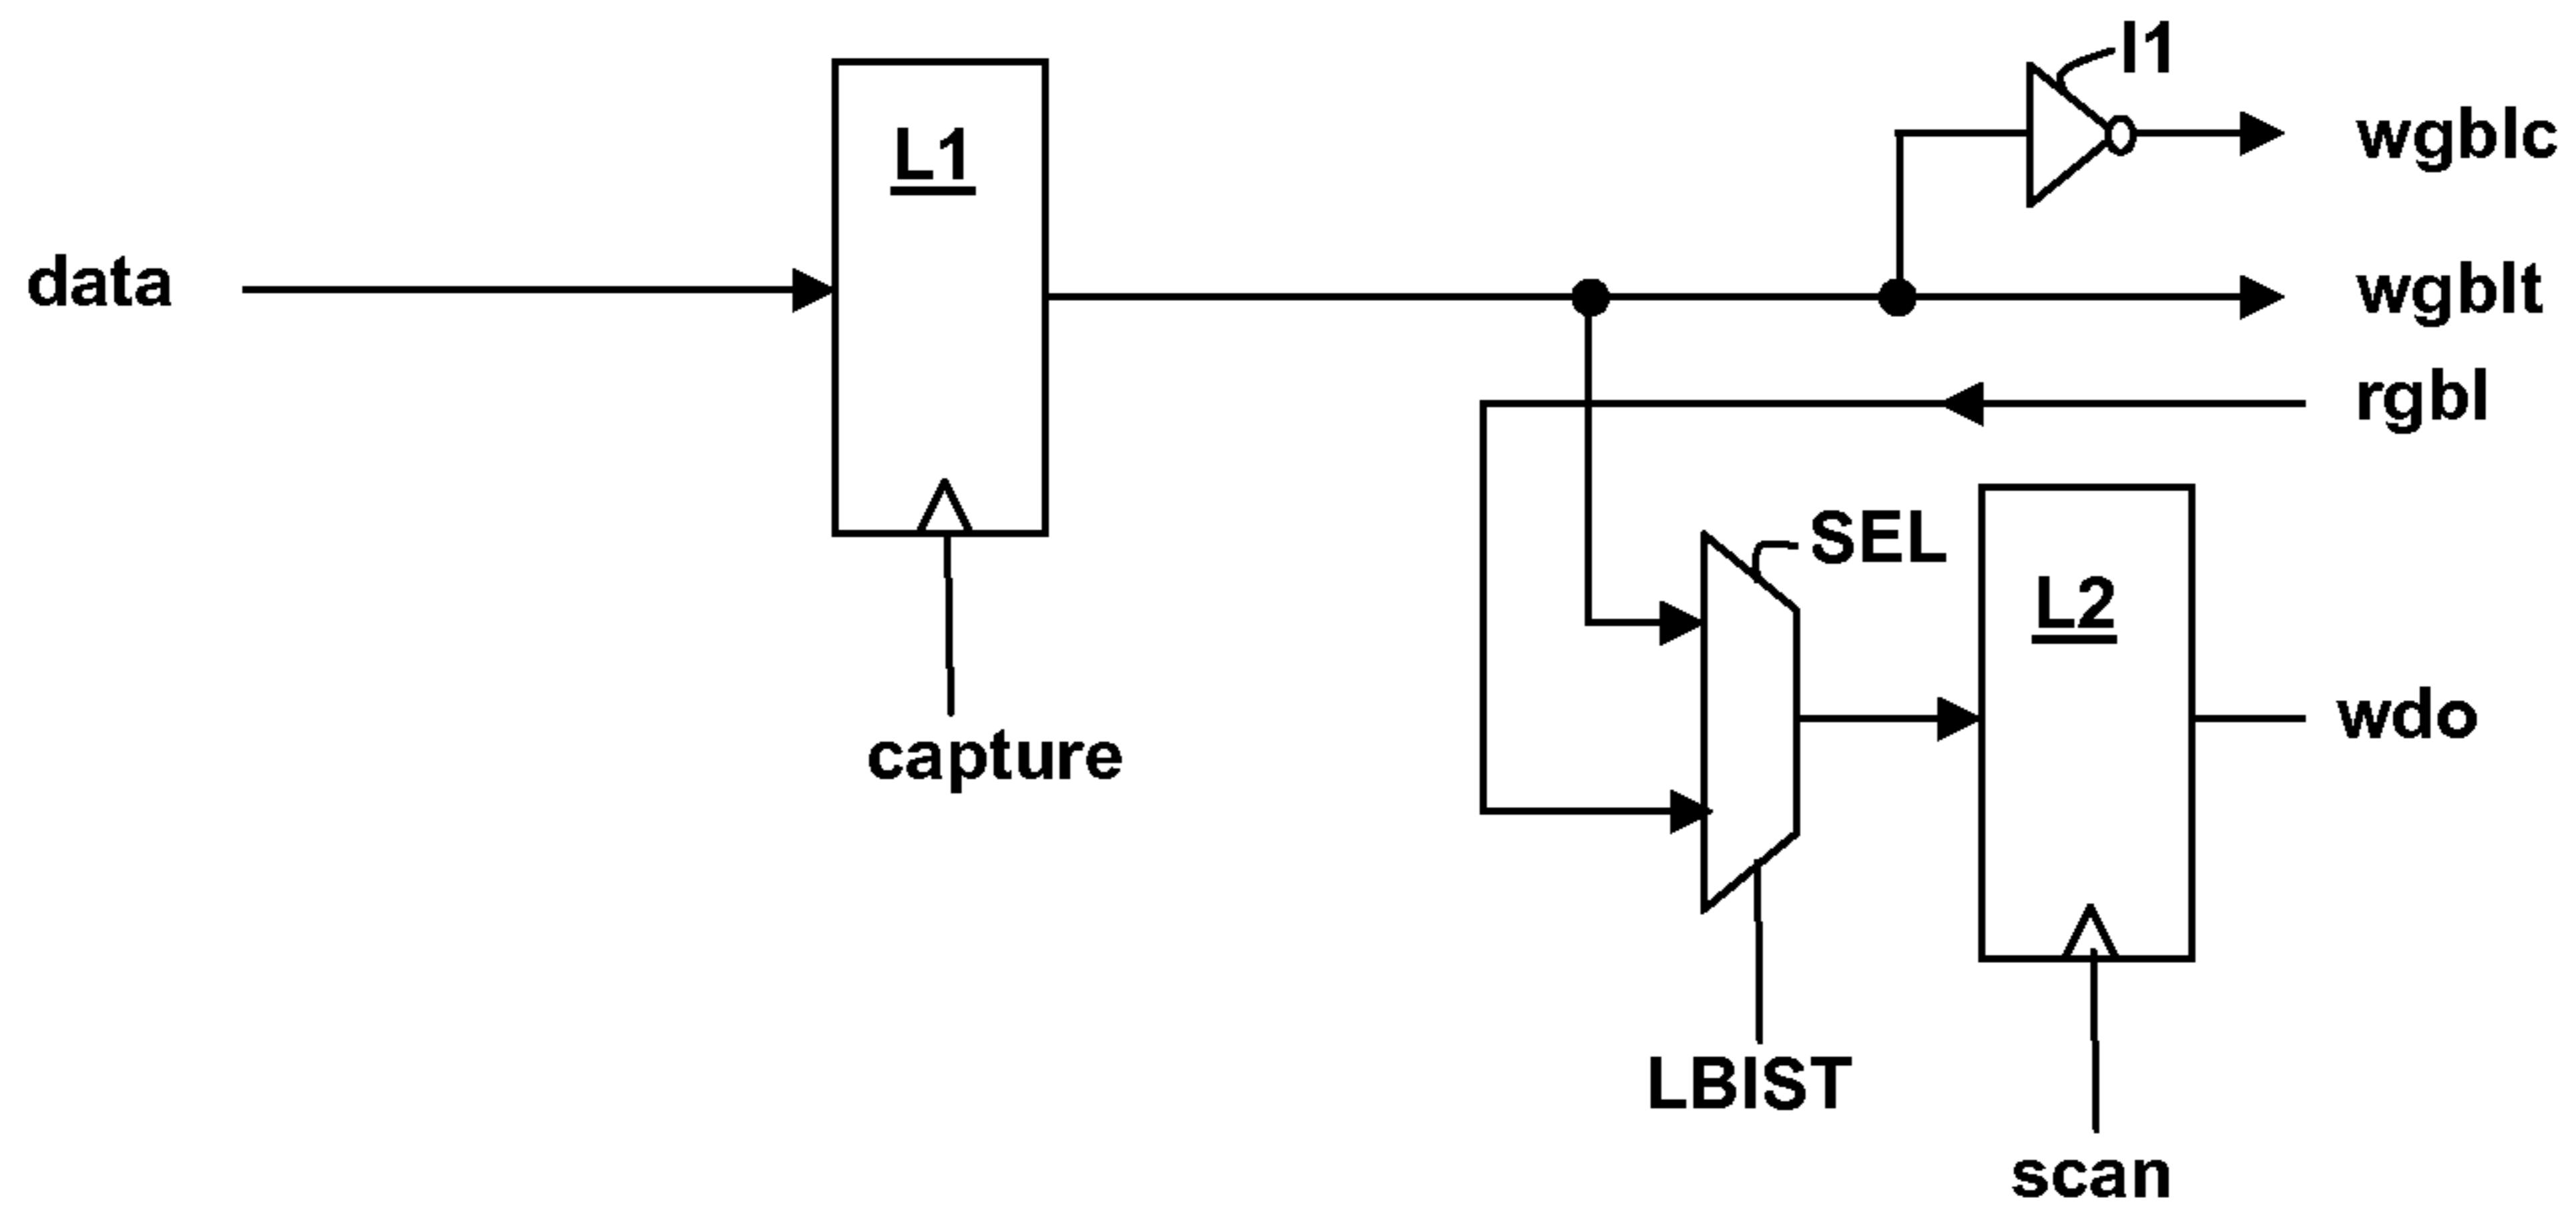 I1
wgblc
L1
data
wgblt
rgbl
SEL
L2
wdo
capture
LBIST
scan